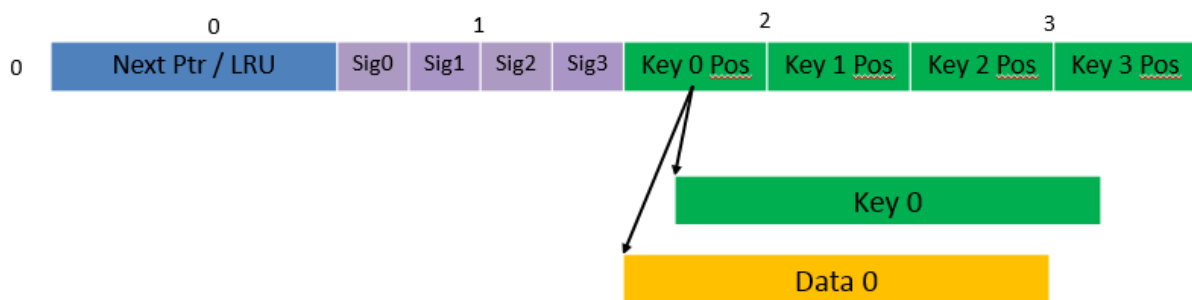 0 1 2 3
0 Next Ptr / LRU Sig0 Sig1 Sig2 Sig3 Key 0 Pos Key 1 Pos Key 2 Pos Key 3 Pos
Key 0
Data 0